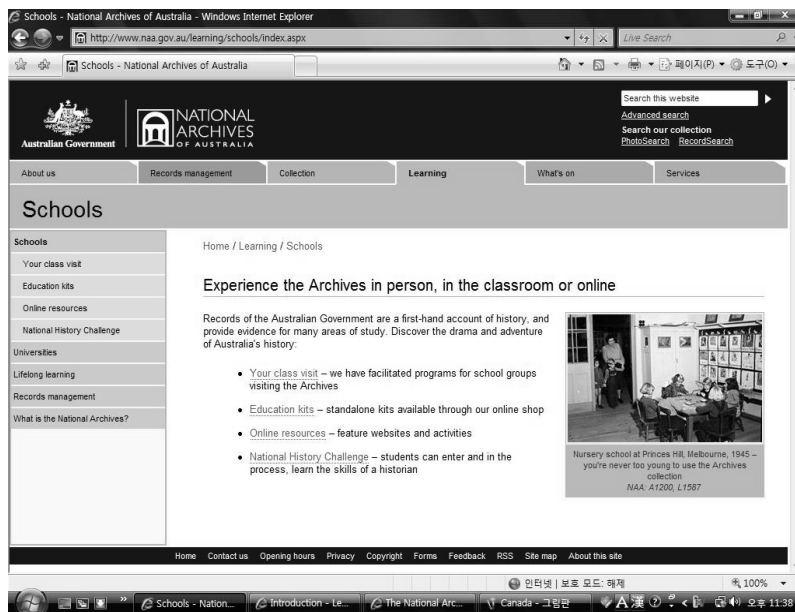 Schools - National Archives of Australia - Windows Internet Explorer
http://www.naa.gov.au/learning/schools/index.aspx
Live Search
Schools - National Archives of Australia
페이지(P)
도구(O)
Search this website
Advanced search
Search our collection
PhotoSearch RecordSearch
Australian Government
NATIONAL
ARCHIVES
OF AUSTRALIA
About us
Records management
Collection
Learning
What's on
Services
Schools
Schools
Your class visit
Education kits
Online resources
National History Challenge
Universities
Lifelong learning
Records management
What is the National Archives?
Home / Learning / Schools
Experience the Archives in person, in the classroom or online
Records of the Australian Government are a first-hand account of history, and
provide evidence for many areas of study. Discover the drama and adventure
of Australia's history:
• Your class visit – we have facilitated programs for school groups
visiting the Archives
• Education kits – standalone kits available through our online shop
• Online resources – feature websites and activities
• National History Challenge – students can enter and in the
process, learn the skills of a historian
Nursery school at Princes Hill, Melbourne, 1945 –
you're never too young to use the Archives
collection
NAA: A1200, L1587
Home Contact us Opening hours Privacy Copyright Forms Feedback RSS Site map About this site
인터넷 | 보호 모드: 해제
100%
Schools - Nation...
Introduction - Le...
The National Arc...
Canada - 그림판
A 漢
오후 11:38